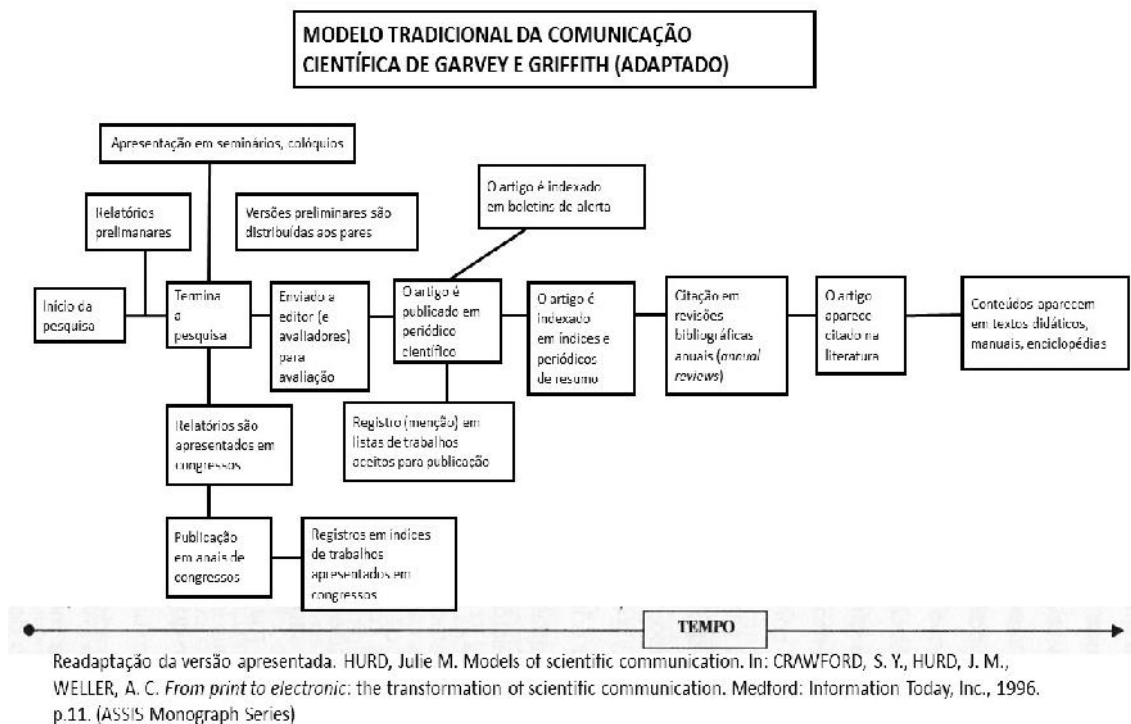 MODELO TRADICIONAL DA COMUNICAÇÃO
CIENTÍFICA DE GARVEY E GRIFFITH (ADAPTADO)
Apresentação em seminários, colóquios
O artigo é indexado
em boletins de alerta
Relatórios
prelimanares
Versões preliminares são
distribuídas aos pares
Início da
pesquisa
Termina
a
pesquisa
Enviado a
editor (e
avaliadores)
para
avaliação
O artigo é
publicado em
periódico
científico
O artigo é
indexado
em índices e
periódicos
de resumo
Citação em
revisões
bibliográficas
anuais (annual
reviews)
O artigo
aparece
citado na
literatura
Conteúdos aparecem
em textos didáticos,
manuais, enciclopédias
Relatórios são
apresentados em
congressos
Registro (menção) em
listas de trabalhos
aceitos para publicação
Publicação
em anais de
congressos
Registros em índices
de trabalhos
apresentados em
congressos
TEMPO
Readaptação da versão apresentada. HURD, Julie M. Models of scientific communication. In: CRAWFORD, S. Y., HURD, J. M.,
WELLER, A. C. From print to electronic: the transformation of scientific communication. Medford: Information Today, Inc., 1996.
p.11. (ASSIS Monograph Series)